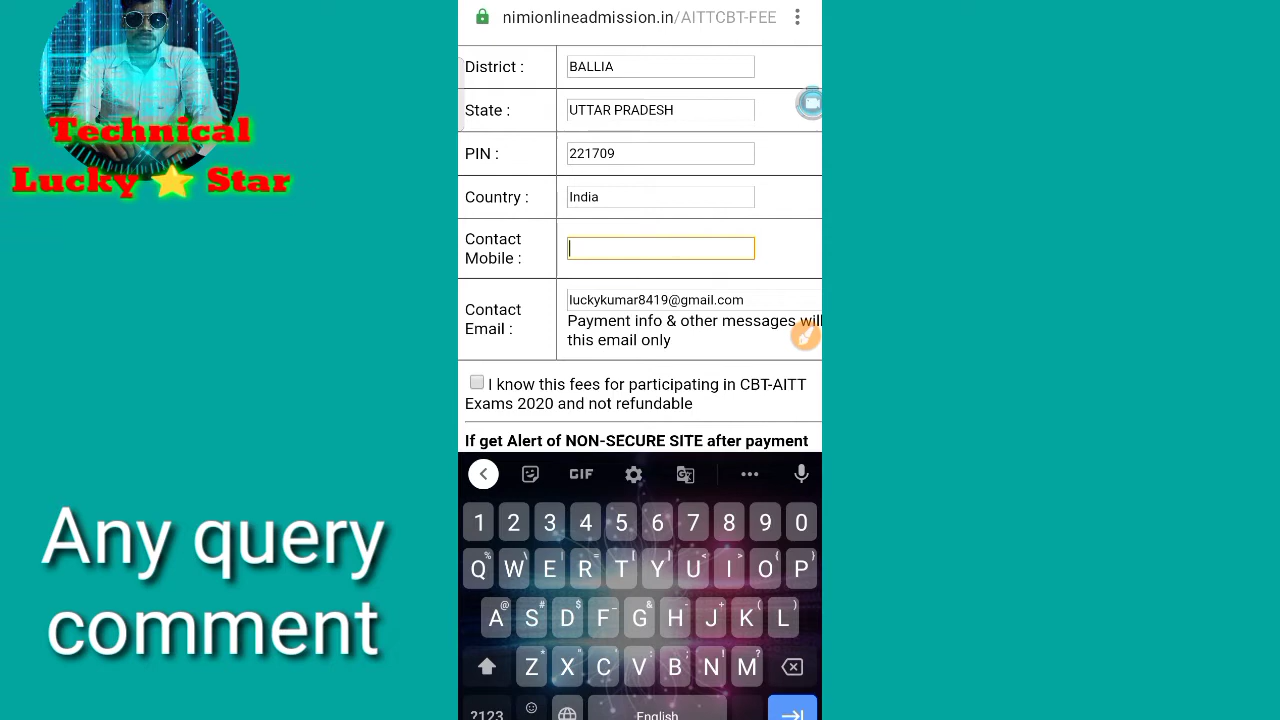 Technical
Lucky ⭐ Star
Any query
comment
nimionlineadmission.in/AITTCBT-FEE
District : BALLIA
State : UTTAR PRADESH
PIN : 221709
Country : India
Contact
Mobile :
luckykumar8419@gmail.com
Contact
Email :
Payment info & other messages will
this email only
I know this fees for participating in CBT-AITT
Exams 2020 and not refundable
If get Alert of NON-SECURE SITE after payment
GIF
1 2 3 4 5 6 7 8 9 0
% \ | = [ ] < > { }
Q W E R T Y U I O P
@ # $ _ & - + ( )
A S D F G H J K L
* " ' : ; ! ?
Z X C V B N M
?123 English